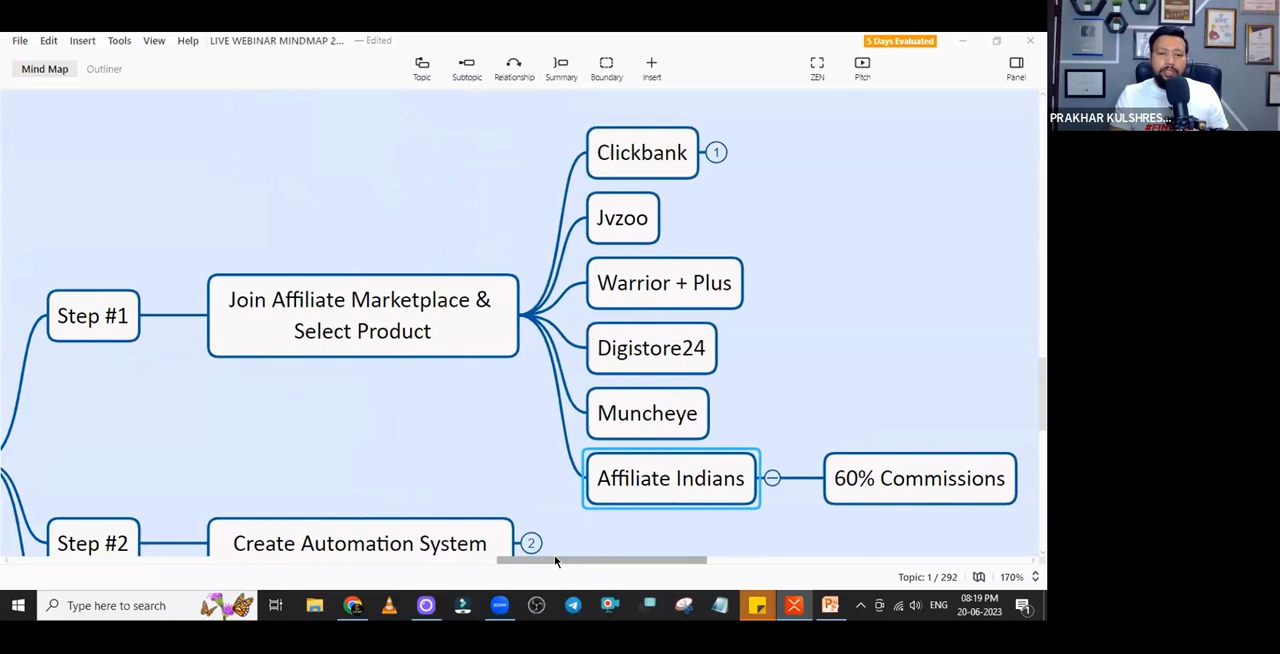 File Edit Insert Tools View Help LIVE WEBINAR MINDMAP 2... — Edited
5 Days Evaluated
Mind Map Outliner
Topic Subtopic Relationship Summary Boundary Insert ZEN Pitch Panel
PRAKHAR KULSHRES...
Clickbank 1
Jvzoo
Warrior + Plus
Step #1
Join Affiliate Marketplace &
Select Product
Digistore24
Muncheye
Affiliate Indians
60% Commissions
Step #2
Create Automation System 2
Topic: 1 / 292 170%
Type here to search
zoom
ENG
08:19 PM
20-06-2023
1